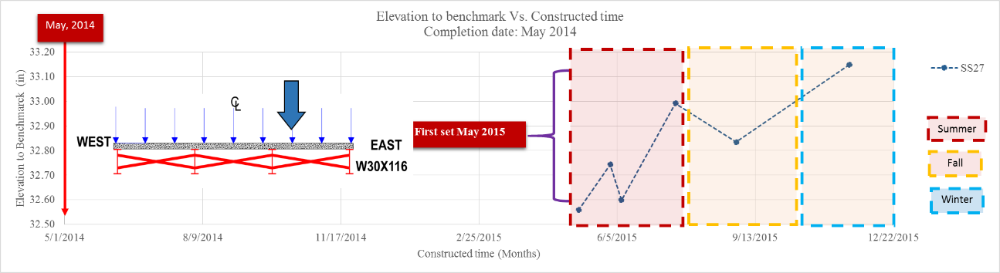 Elevation to benchmark Vs. Constructed time
Completion date: May 2014
May, 2014
Elevation to Benchmarck (in)
33.20
33.10
33.00
32.90
32.80
32.70
32.60
32.50
℄
WEST
EAST
W30X116
First set May 2015
SS27
Summer
Fall
Winter
5/1/2014
8/9/2014
11/17/2014
2/25/2015
6/5/2015
9/13/2015
12/22/2015
Constructed time (Months)